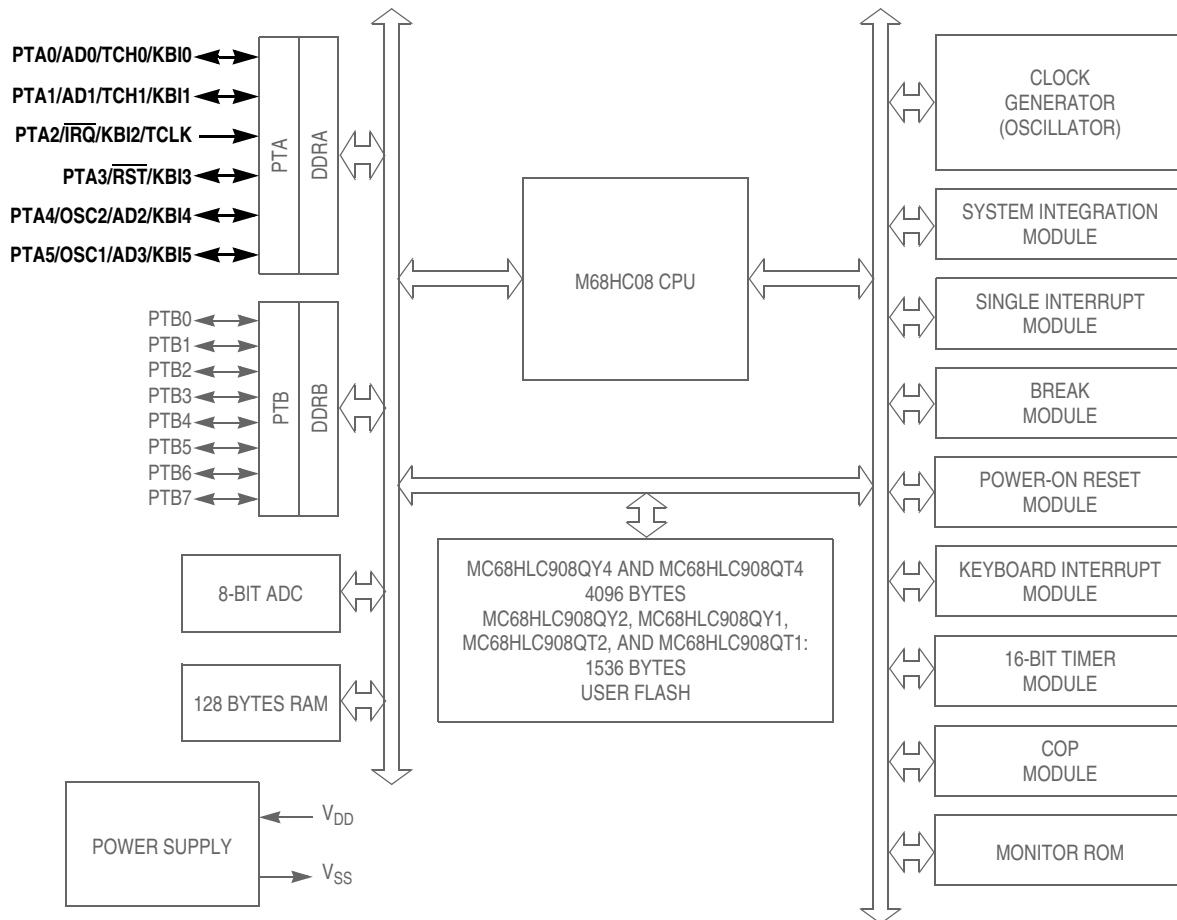 PTA0/AD0/TCH0/KBI0
PTA1/AD1/TCH1/KBI1
PTA2/I̅R̅Q̅/KBI2/TCLK
PTA3/R̅S̅T̅/KBI3
PTA4/OSC2/AD2/KBI4
PTA5/OSC1/AD3/KBI5
PTA
DDRA
PTB0
PTB1
PTB2
PTB3
PTB4
PTB5
PTB6
PTB7
PTB
DDRB
8-BIT ADC
128 BYTES RAM
POWER SUPPLY
V_DD
V_SS
M68HC08 CPU
MC68HLC908QY4 AND MC68HLC908QT4
4096 BYTES
MC68HLC908QY2, MC68HLC908QY1,
MC68HLC908QT2, AND MC68HLC908QT1:
1536 BYTES
USER FLASH
CLOCK
GENERATOR
(OSCILLATOR)
SYSTEM INTEGRATION
MODULE
SINGLE INTERRUPT
MODULE
BREAK
MODULE
POWER-ON RESET
MODULE
KEYBOARD INTERRUPT
MODULE
16-BIT TIMER
MODULE
COP
MODULE
MONITOR ROM